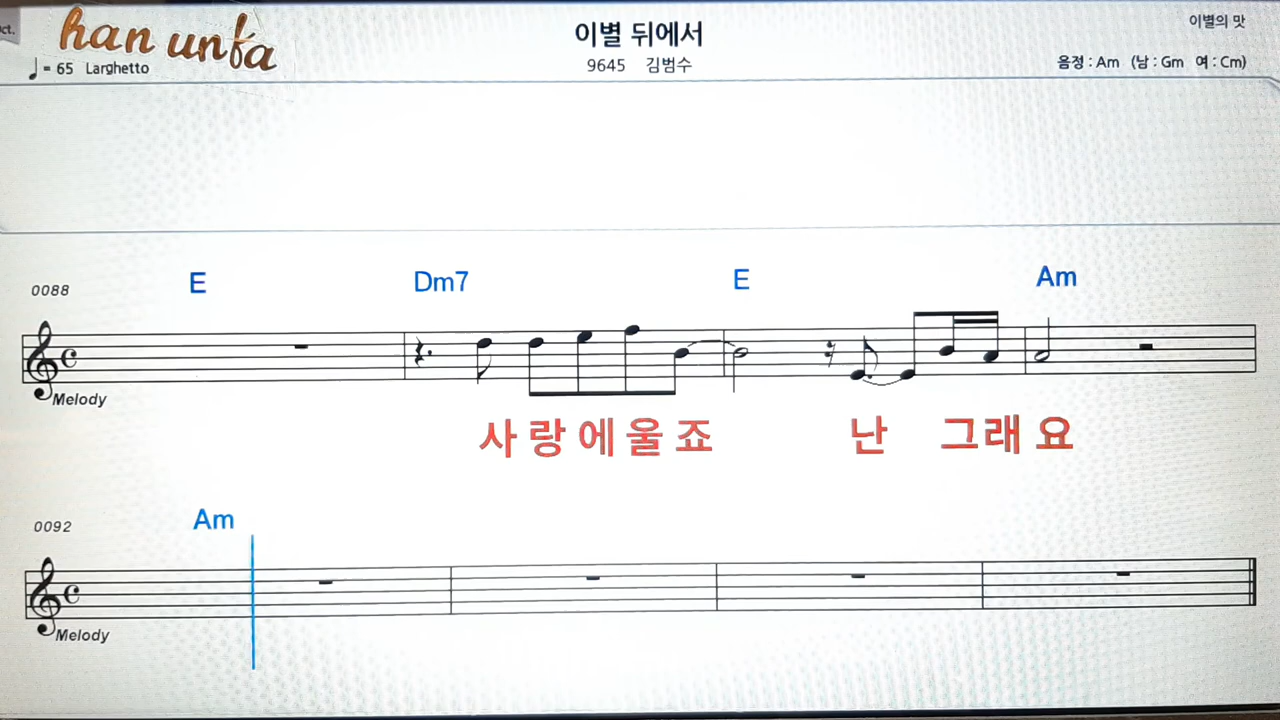 oct.
han unfa
이별 뒤에서
이별의 맛
♩ = 65 Larghetto
9645 김범수
음정 : Am (남 : Gm 여 : Cm)
E Dm7 E Am
0088
Melody
사 랑 에 울 죠 난 그래 요
Am
0092
Melody